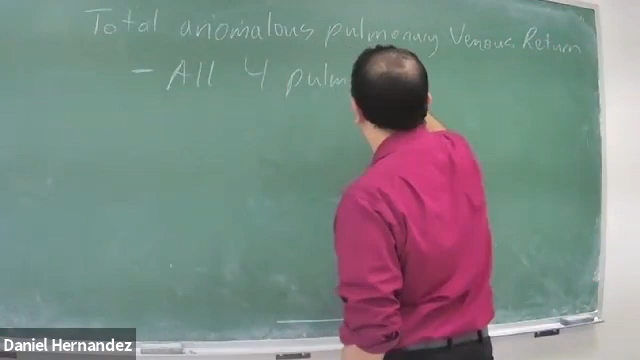 Total anomalous pulmonary Venous Return
- All 4 pulm
Daniel Hernandez